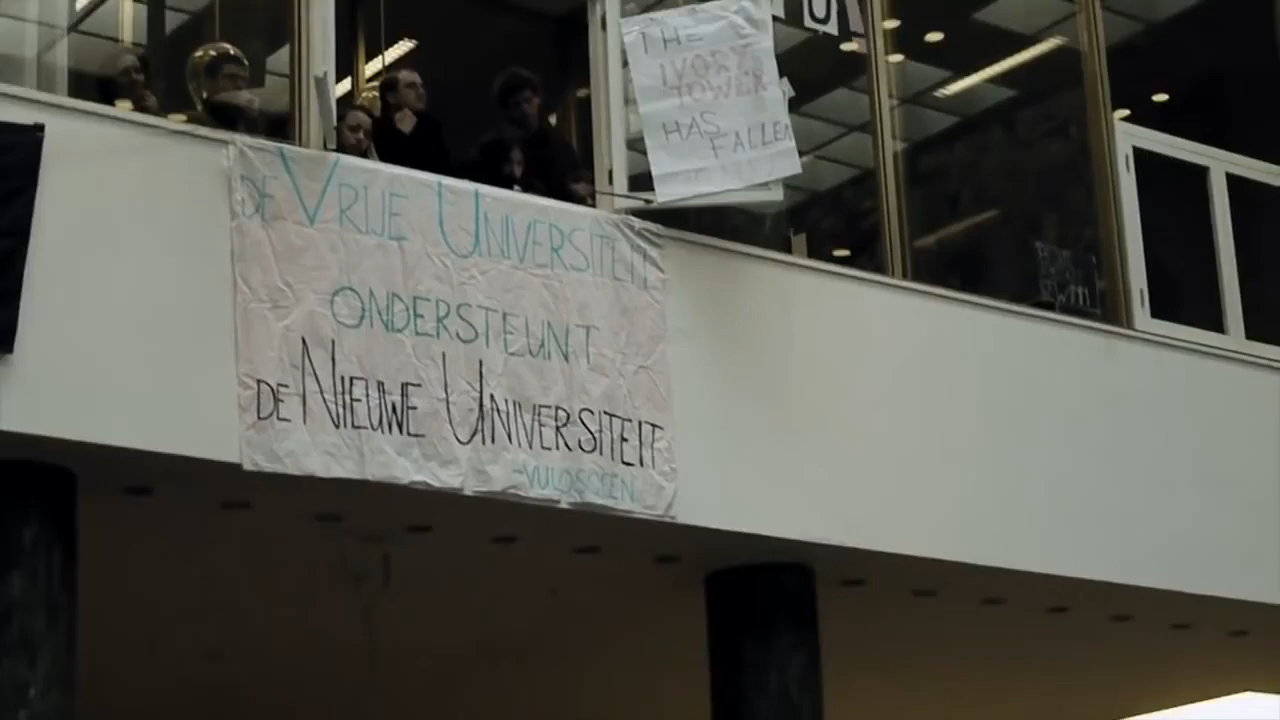 THE
IVORY
TOWER
HAS
FALLEN
U
DE VRIJE UNIVERSITEIT
ONDERSTEUNT
DE NIEUWE UNIVERSITEIT